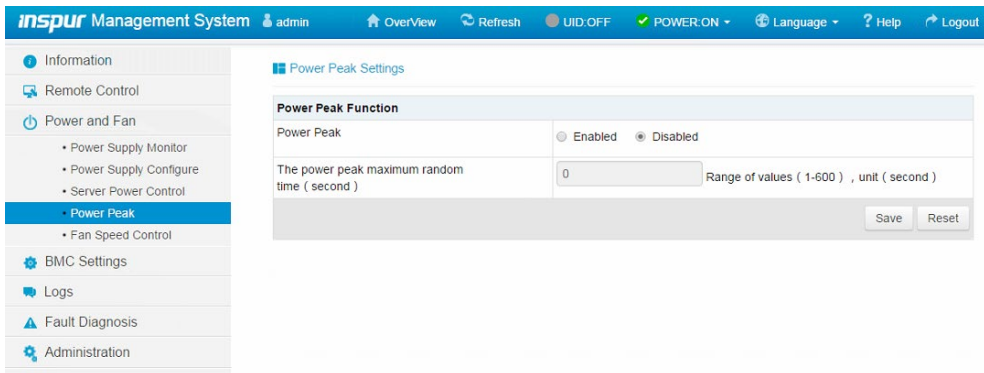 inspur Management System admin OverView Refresh UID:OFF POWER:ON Language Help Logout
Information
Remote Control
Power and Fan
• Power Supply Monitor
• Power Supply Configure
• Server Power Control
• Power Peak
• Fan Speed Control
BMC Settings
Logs
Fault Diagnosis
Administration
Power Peak Settings
Power Peak Function
Power Peak Enabled Disabled
The power peak maximum random
time ( second )
0 Range of values ( 1-600 ) , unit ( second )
Save Reset